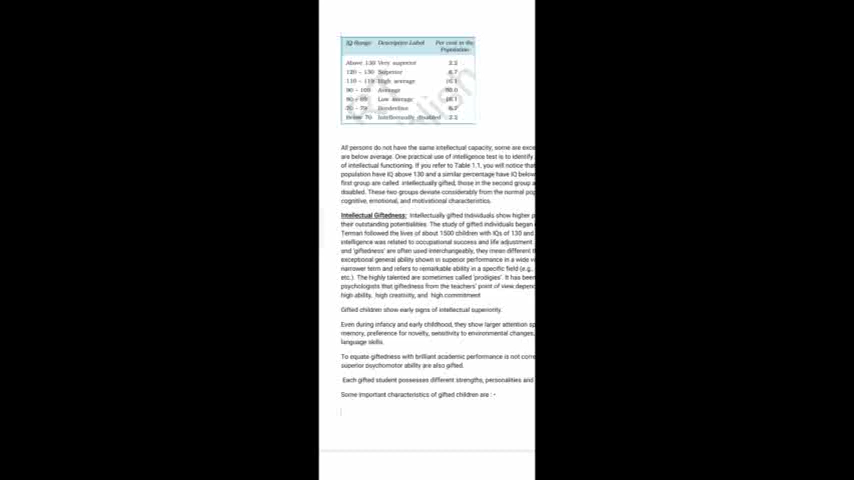 IQ Range Descriptive Label Per cent in the
Population
Above 130 Very superior 2.2
120 – 130 Superior 6.7
110 – 119 High average 16.1
90 – 109 Average 50.0
80 – 89 Low average 16.1
70 – 79 Borderline 6.7
Below 70 Intellectually disabled 2.2
All persons do not have the same intellectual capacity, some are exce
are below average. One practical use of intelligence test is to identify
of intellectual functioning. If you refer to Table 1.1, you will notice that
population have IQ above 130 and a similar percentage have IQ below
first group are called intellectually gifted, those in the second group a
disabled. These two groups deviate considerably from the normal pop
cognitive, emotional, and motivational characteristics.
Intellectual Giftedness: Intellectually gifted individuals show higher p
their outstanding potentialities. The study of gifted individuals began
Terman followed the lives of about 1500 children with IQs of 130 and
intelligence was related to occupational success and life adjustment
and 'giftedness' are often used interchangeably, they mean different t
exceptional general ability shown in superior performance in a wide v
narrower term and refers to remarkable ability in a specific field (e.g.,
etc.). The highly talented are sometimes called 'prodigies'. It has been
psychologists that giftedness from the teachers' point of view depend
high ability, high creativity, and high commitment
Gifted children show early signs of intellectual superiority.
Even during infancy and early childhood, they show larger attention sp
memory, preference for novelty, sensitivity to environmental changes,
language skills.
To equate giftedness with brilliant academic performance is not corre
superior psychomotor ability are also gifted.
Each gifted student possesses different strengths, personalities and
Some important characteristics of gifted children are : -